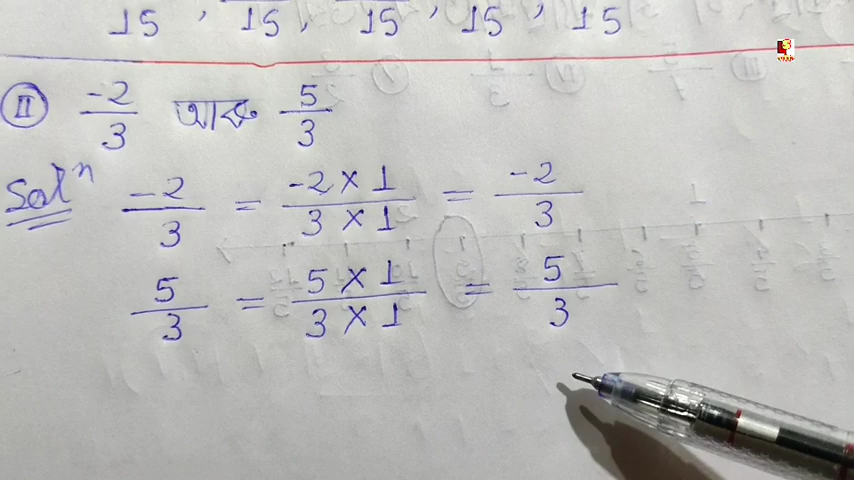 15 , 15 , 15 , 15 , 15
II -2/3 আৰু 5/3
Solⁿ -2/3 = -2 × 1/3 × 1 = -2/3
5/3 = 5 × 1/3 × 1 = 5/3